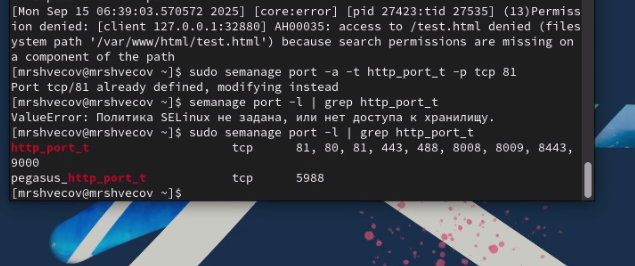 [Mon Sep 15 06:39:03.570572 2025] [core:error] [pid 27423:tid 27535] (13)Permiss
ion denied: [client 127.0.0.1:32880] AH00035: access to /test.html denied (files
ystem path '/var/www/html/test.html') because search permissions are missing on
a component of the path
[mrshvecov@mrshvecov ~]$ sudo semanage port -a -t http_port_t -p tcp 81
Port tcp/81 already defined, modifying instead
[mrshvecov@mrshvecov ~]$ semanage port -l | grep http_port_t
ValueError: Политика SELinux не задана, или нет доступа к хранилищу.
[mrshvecov@mrshvecov ~]$ sudo semanage port -l | grep http_port_t
http_port_t                    tcp      81, 80, 81, 443, 488, 8008, 8009, 8443,
9000
pegasus_http_port_t            tcp      5988
[mrshvecov@mrshvecov ~]$